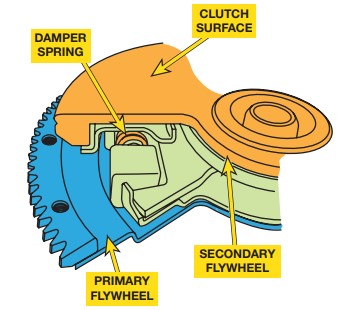 CLUTCH
SURFACE
DAMPER
SPRING
SECONDARY
FLYWHEEL
PRIMARY
FLYWHEEL